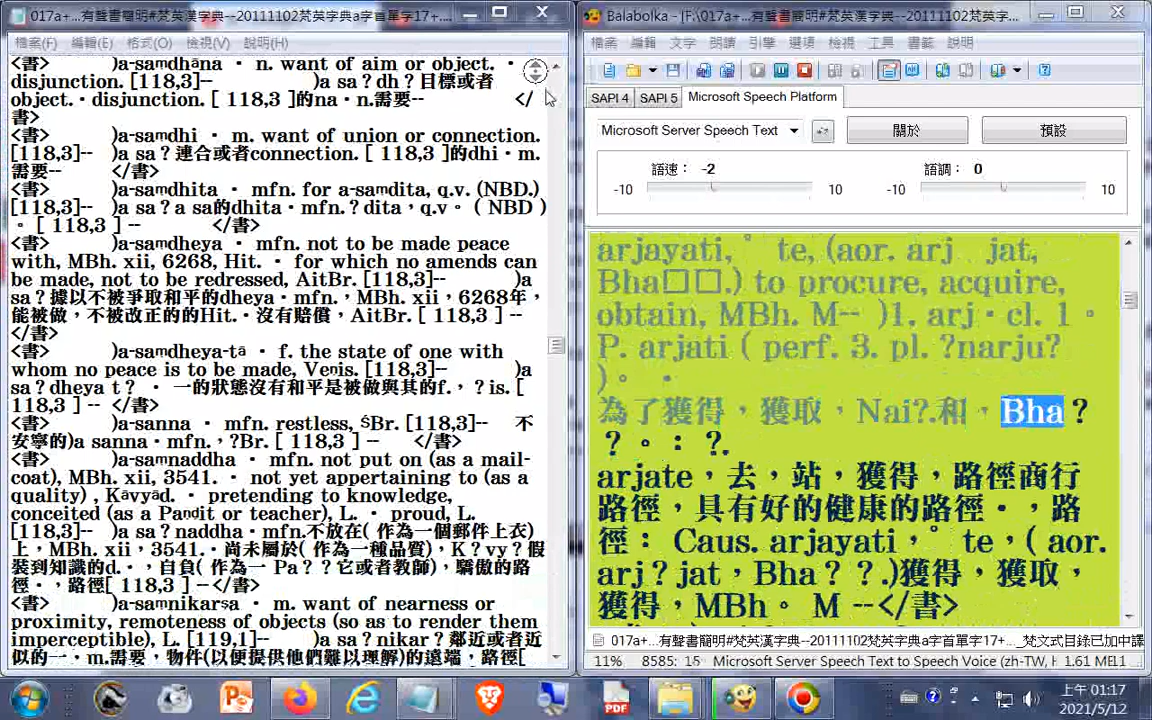 017a+...有聲書簡明#梵英漢字典--20111102梵英字典a字首單字17+...
檔案(F) 編輯(E) 格式(O) 檢視(V) 說明(H)
<書> )a-saṃdhāna • n. want of aim or object. •
disjunction. [118,3]-- )a sa?dh?目標或者
object.•disjunction. [ 118,3 ]的na•n.需要-- </
書>
<書> )a-saṃdhi • m. want of union or connection.
[118,3]-- )a sa?連合或者connection. [ 118,3 ]的dhi•m.
需要-- </書>
<書> )a-saṃdhita • mfn. for a-saṃdita, q.v. (NBD.)
[118,3]-- )a sa?a sa的dhita•mfn.?dita，q.v。( NBD )
。[ 118,3 ] -- </書>
<書> )a-saṃdheya • mfn. not to be made peace
with, MBh. xii, 6268, Hit. • for which no amends can
be made, not to be redressed, AitBr. [118,3]-- )a
sa?據以不被爭取和平的dheya•mfn.，MBh. xii，6268年，
能被做，不被改正的的Hit.•沒有賠償，AitBr. [ 118,3 ] --
</書>
<書> )a-saṃdheya-tā • f. the state of one with
whom no peace is to be made, Veṇis. [118,3]-- )a
sa?dheya t? • 一的狀態沒有和平是被做與其的f.，?is. [
118,3 ] -- </書>
<書> )a-sanna • mfn. restless, ŚBr. [118,3]-- 不
安寧的)a sanna•mfn.,?Br. [ 118,3 ] -- </書>
<書> )a-saṃnaddha • mfn. not put on (as a mail-
coat), MBh. xii, 3541. • not yet appertaining to (as a
quality) , Kāvyād. • pretending to knowledge,
conceited (as a Paṇḍit or teacher), L. • proud, L.
[118,3]-- )a sa?naddha•mfn.不放在( 作為一個郵件上衣)
上，MBh. xii，3541.•尚未屬於( 作為一種品質)，K?vy?假
裝到知識的d.•，自負( 作為一 Pa??它或者教師)，驕傲的路
徑•，路徑[ 118,3 ] --</書>
<書> )a-saṃnikarṣa • m. want of nearness or
proximity, remoteness of objects (so as to render them
imperceptible), L. [119,1]-- )a sa?nikar?鄰近或者近
似的一•m.需要，物件(以便提供他們難以理解)的遠端，路徑[
Balabolka - [F:\017a+...有聲書簡明#梵英漢字典--20111102梵英字...
檔案 編輯 文字 朗讀 引擎 選項 檢視 工具 書籤 說明
SAPI 4 SAPI 5 Microsoft Speech Platform
Microsoft Server Speech Text 關於 預設
語速： -2 語調： 0
-10 10 -10 10
arjayati, ° te, (aor. arj jat,
Bha□□.) to procure, acquire,
obtain, MBh. M-- )1. arj•cl. 1。
P. arjati ( perf. 3. pl. ?narju?
)。•
為了獲得，獲取，Nai?.和，Bha？
？。：?.
arjate，去，站，獲得，路徑商行
路徑，具有好的健康的路徑•，路
徑： Caus. arjayati，° te，( aor.
arj？jat，Bha？？.)獲得，獲取，
獲得，MBh。M --</書>
017a+...有聲書簡明#梵英漢字典--20111102梵英字典a字首單字17+..._梵文式目錄已加中譯
11% 8585: 15 Microsoft Server Speech Text to Speech Voice (zh-TW, H 1.61 MEL1
上午 01:17
2021/5/12